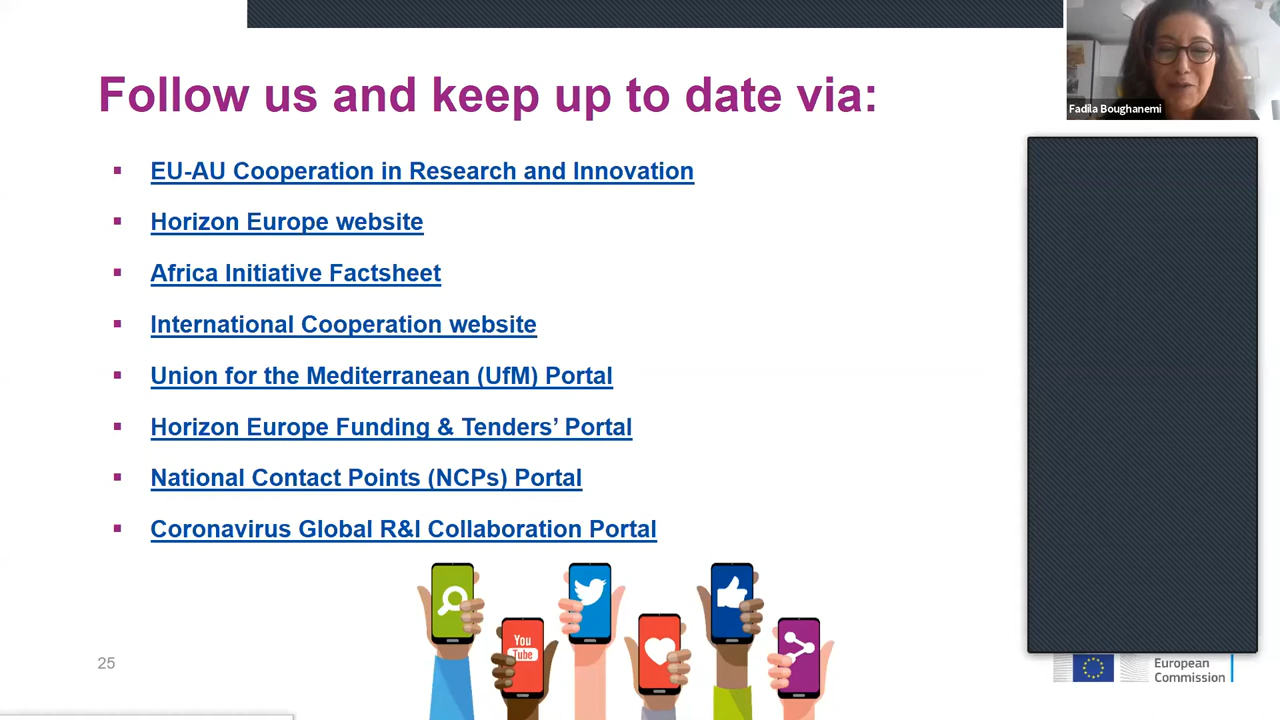 Follow us and keep up to date via:
Fadila Boughanemi
EU-AU Cooperation in Research and Innovation
Horizon Europe website
Africa Initiative Factsheet
International Cooperation website
Union for the Mediterranean (UfM) Portal
Horizon Europe Funding & Tenders’ Portal
National Contact Points (NCPs) Portal
Coronavirus Global R&I Collaboration Portal
You
Tube
25
European
Commission